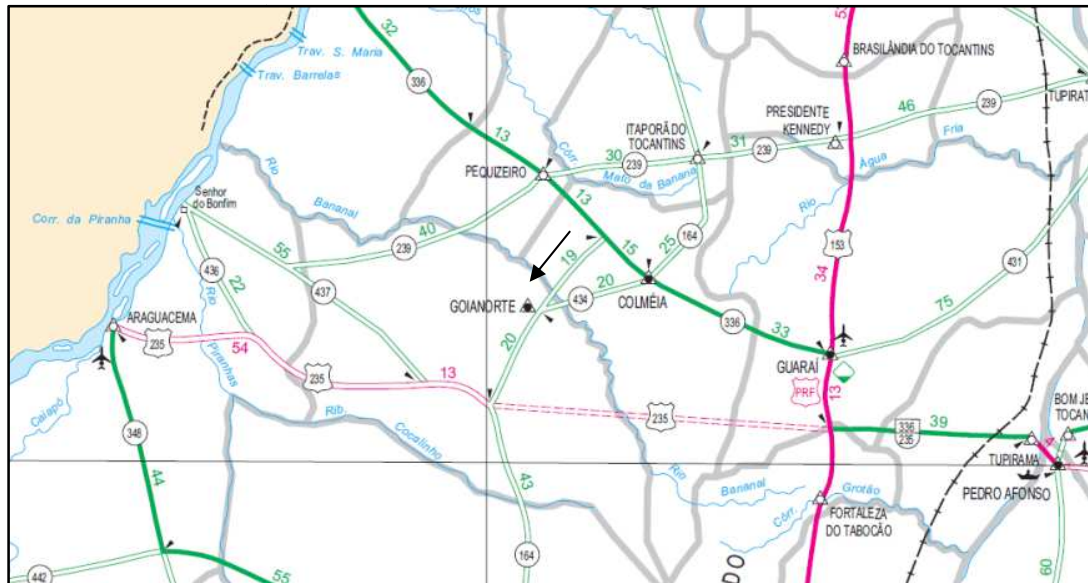 32
Trav. S. Maria
Trav. Barrelas
336
BRASILÂNDIA DO TOCANTINS
13
PRESIDENTE
KENNEDY
46
239
TUPIRAT
ITAPORÃ DO
TOCANTINS
31
239
Fria
Água
Rio
30
239
Córr.
Mato da Banana
PEQUIZEIRO
Rio
Bananal
13
Senhor
do Bonfim
Corr. da Piranha
40
239
55
19
15
25
164
153
34
431
75
436
22
437
GOIANORTE
20
434
COLMÉIA
336
33
GUARAÍ
ARAGUACEMA
235
54
Rio
Piranhas
235
13
20
PRF
13
235
336
235
39
BOM JE
TOCAN
4
TUPIRAMA
PEDRO AFONSO
Caiapó
348
44
Rib.
Cocalinho
43
164
Rio
Bananal
Córr.
Grotão
FORTALEZA
DO TABOCÃO
DO
60
442
55